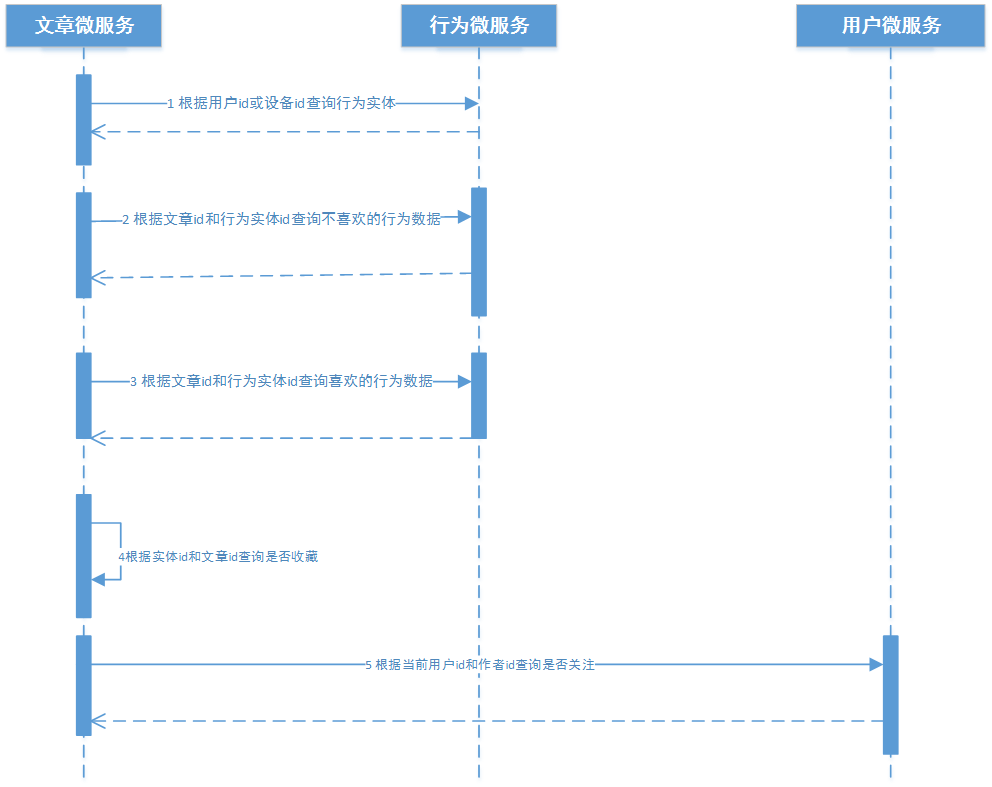 文章微服务
行为微服务
用户微服务
1 根据用户id或设备id查询行为实体
2 根据文章id和行为实体id查询不喜欢的行为数据
3 根据文章id和行为实体id查询喜欢的行为数据
4根据实体id和文章id查询是否收藏
5 根据当前用户id和作者id查询是否关注